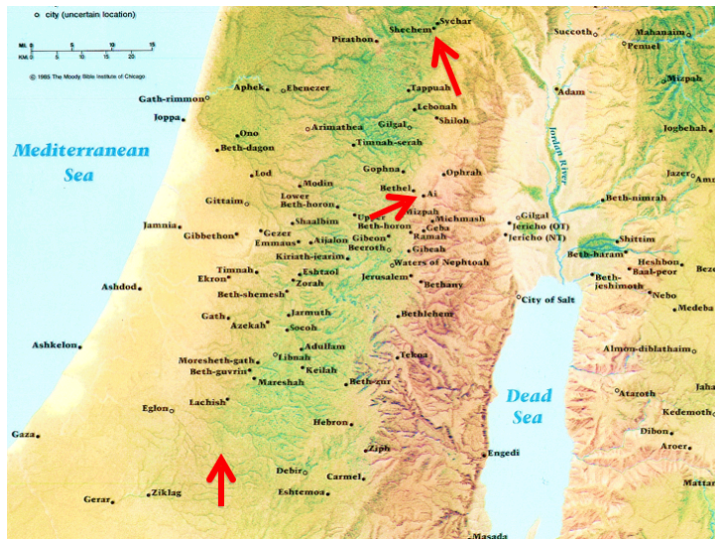 city (uncertain location)
MI. 0 5 10 15
KM. 0 5 10 15 20
© 1985 The Moody Bible Institute of Chicago
Sychar
Shechem
Pirathon
Succoth
Mahanaim
Penuel
Mizpah
Aphek
Ebenezer
Tappuah
Adam
Gath-rimmon
Lebonah
Joppa
Arimathea
Gilgal
Shiloh
Jogbehah
Ono
Jordan River
Mediterranean
Sea
Beth-dagon
Timnah-serah
Gophna
Ophrah
Lod
Jazer
Modin
Bethel
Ai
Gittaim
Lower
Beth-horon
Beth-nimrah
Mizpah
Upper
Beth-horon
Michmash
Gilgal
Jamnia
Shaalbim
Geba
Jericho (OT)
Gibbethon
Gezer
Gibeon
Ramah
Jericho (NT)
Emmaus
Aijalon
Beeroth
Gibeah
Shittim
Kiriath-jearim
Beth-haram
Waters of Nephtoah
Heshbon
Timnah
Eshtaol
Baal-peor
Ekron
Zorah
Jerusalem
Beth-
jeshimoth
Ashdod
Bethany
Beth-shemesh
Nebo
City of Salt
Medeba
Gath
Jarmuth
Bethlehem
Azekah
Socoh
Ashkelon
Adullam
Almon-diblathaim
Libnah
Tekoa
Moresheth-gath
Keilah
Beth-guvrin
Mareshah
Beth-zur
Ataroth
Dead
Sea
Lachish
Eglon
Kedemoth
Hebron
Dibon
Gaza
Aroer
Ziph
Engedi
Debir
Carmel
Ziklag
Eshtemoa
Gerar
Masada